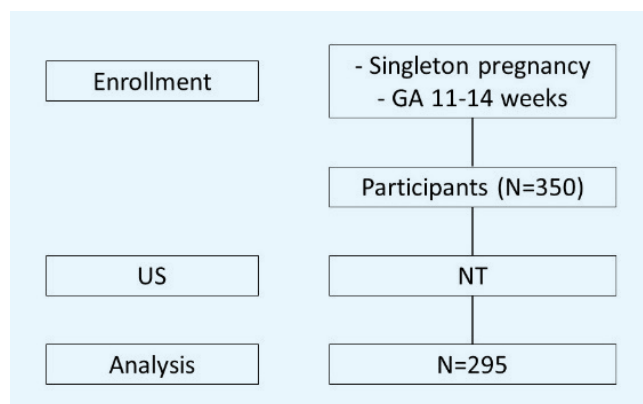 Enrollment
- Singleton pregnancy
- GA 11-14 weeks
Participants (N=350)
US
NT
Analysis
N=295